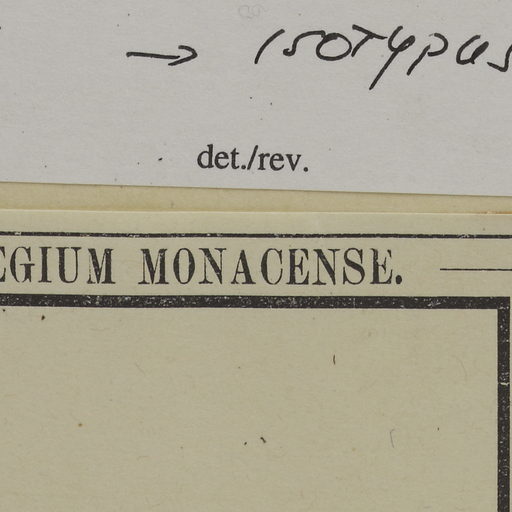 → Isotypus
det./rev.
EGIUM MONACENSE.